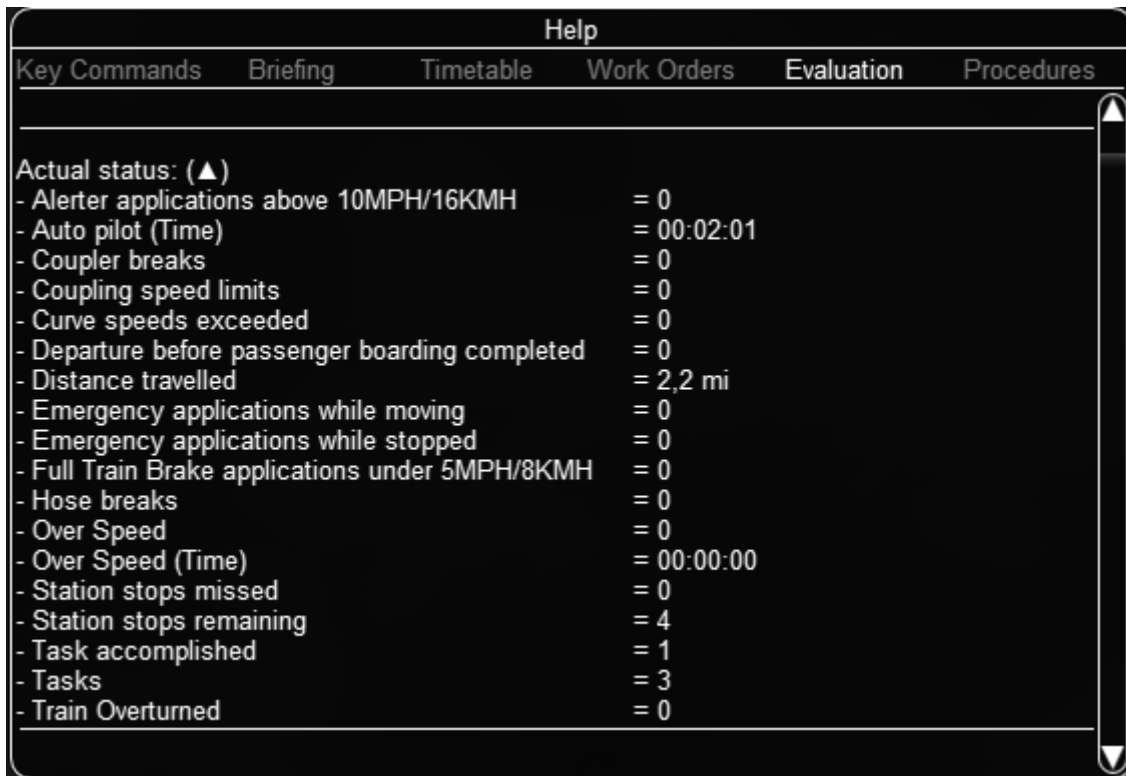 Help
Key Commands Briefing Timetable Work Orders Evaluation Procedures
Actual status: (▲)
- Alerter applications above 10MPH/16KMH = 0
- Auto pilot (Time) = 00:02:01
- Coupler breaks = 0
- Coupling speed limits = 0
- Curve speeds exceeded = 0
- Departure before passenger boarding completed = 0
- Distance travelled = 2,2 mi
- Emergency applications while moving = 0
- Emergency applications while stopped = 0
- Full Train Brake applications under 5MPH/8KMH = 0
- Hose breaks = 0
- Over Speed = 0
- Over Speed (Time) = 00:00:00
- Station stops missed = 0
- Station stops remaining = 4
- Task accomplished = 1
- Tasks = 3
- Train Overturned = 0